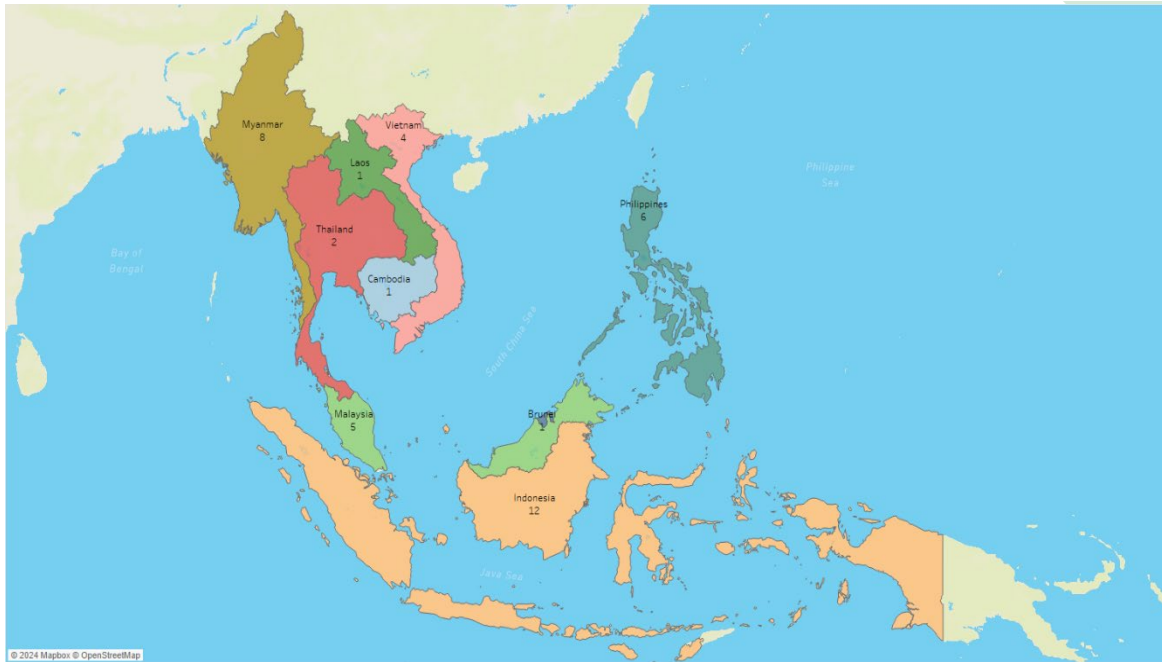 Myanmar
8
Vietnam
4
Laos
1
Philippine
Sea
Philippines
6
Thailand
2
Bay of
Bengal
Cambodia
1
South China Sea
Malaysia
5
Brunei
1
Indonesia
12
Java Sea
© 2024 Mapbox © OpenStreetMap